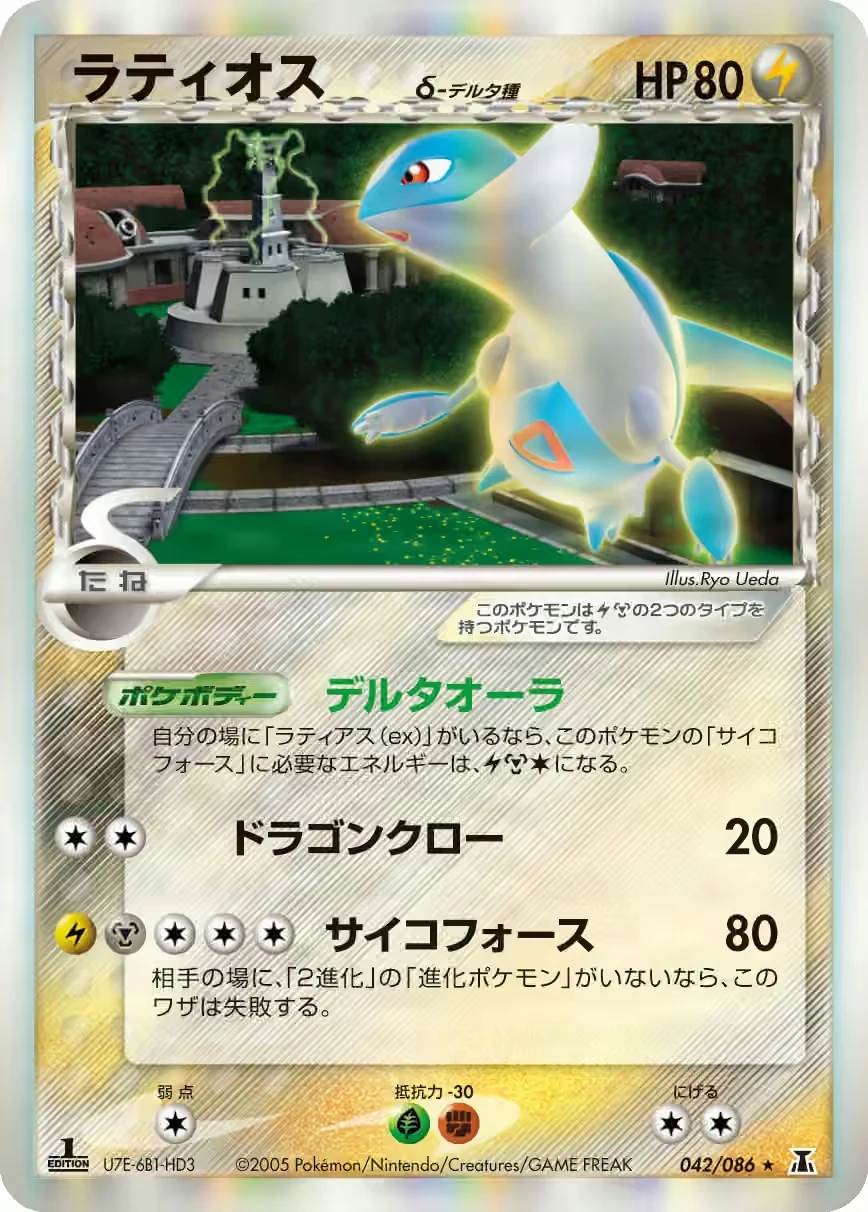 ラティオス δ-デルタ種 HP80
たね
Illus.Ryo Ueda
このポケモンはの2つのタイプを
持つポケモンです。
ポケボディー デルタオーラ
自分の場に「ラティアス(ex)」がいるなら、このポケモンの「サイコ
フォース」に必要なエネルギーは、になる。
ドラゴンクロー 20
サイコフォース 80
相手の場に、「2進化」の「進化ポケモン」がいないなら、この
ワザは失敗する。
弱点 抵抗力 -30 にげる
1 EDITION U7E-6B1-HD3 ©2005 Pokémon/Nintendo/Creatures/GAME FREAK 042/086 ★